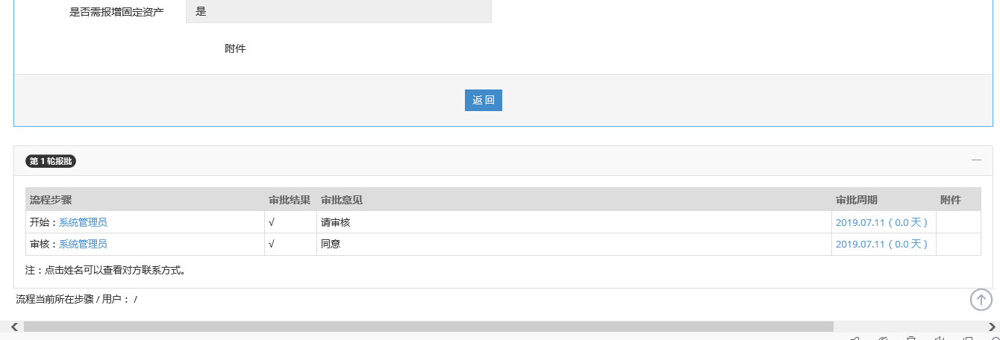 是否需报增固定资产 是
附件
返回
第 1 轮报批
流程步骤 审批结果 审批意见 审批周期 附件
开始：系统管理员 √ 请审核 2019.07.11 ( 0.0 天 )
审核：系统管理员 √ 同意 2019.07.11 ( 0.0 天 )
注：点击姓名可以查看对方联系方式。
流程当前所在步骤 / 用户： /